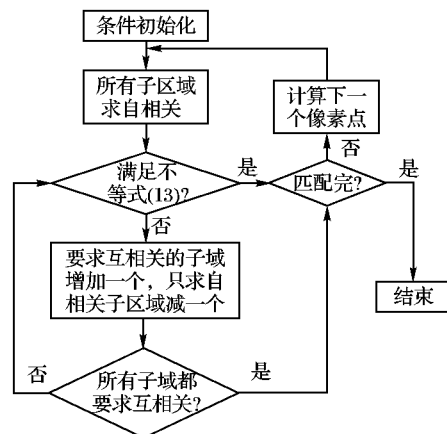 条件初始化
所有子区域
求自相关
计算下一
个像素点
否
满足不
等式(13)?
是
匹配完?
是
否
要求互相关的子域
增加一个，只求自
相关子区域减一个
结束
否
所有子域都
要求互相关?
是